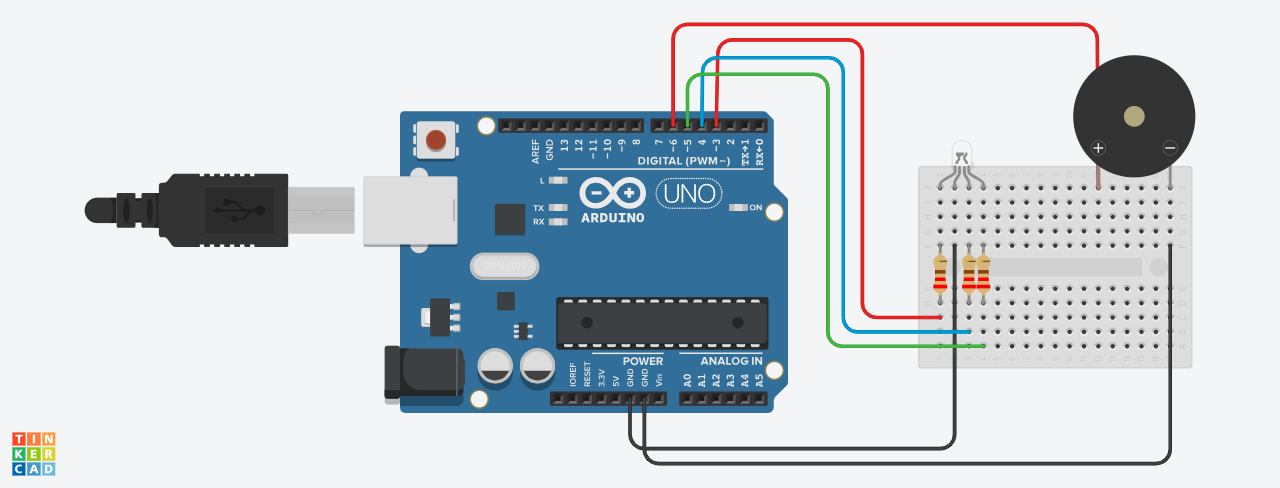 AREF
GND
13
12
~11
~10
~9
8
7
~6
~5
4
~3
2
TX→1
RX←0
DIGITAL (PWM~)
L
TX
RX
ARDUINO
UNO
ON
+
−
POWER
ANALOG IN
IOREF
RESET
3.3V
5V
GND
GND
Vin
A0
A1
A2
A3
A4
A5
TIN
KER
CAD